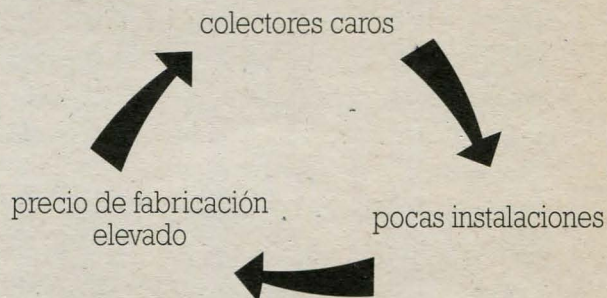 colectores caros
pocas instalaciones
precio de fabricación
elevado